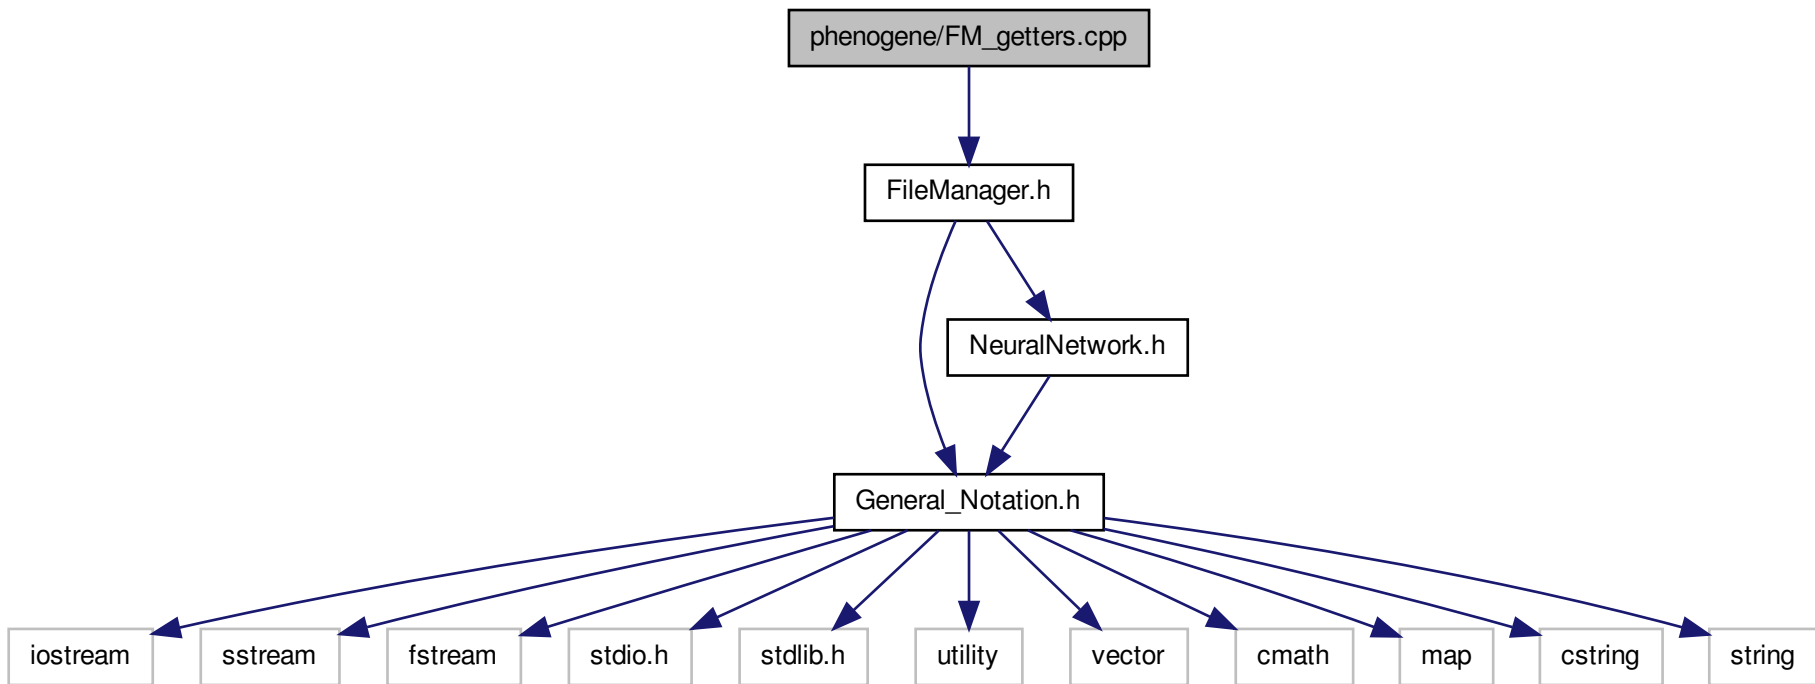 phenogene/FM_getters.cpp
FileManager.h
NeuralNetwork.h
General_Notation.h
iostream
sstream
fstream
stdio.h
stdlib.h
utility
vector
cmath
map
cstring
string